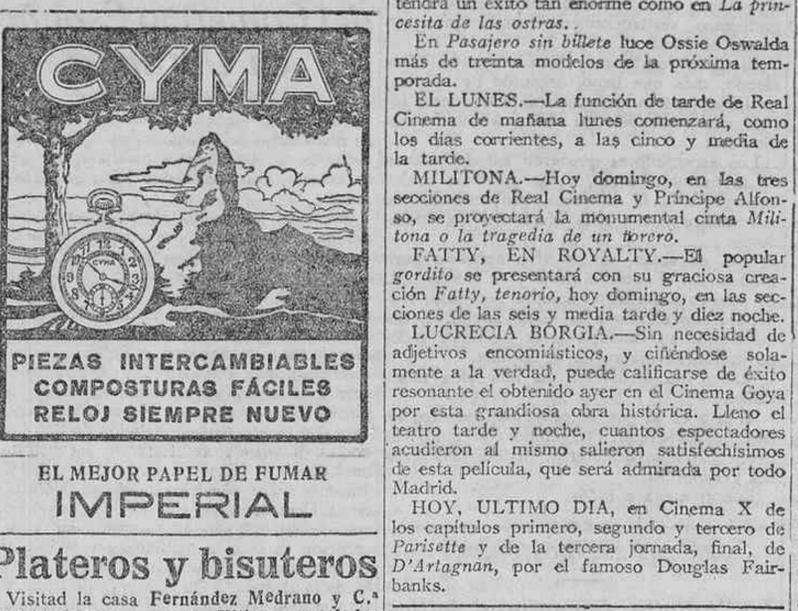 CYMA
CYMA
PIEZAS INTERCAMBIABLES
COMPOSTURAS FÁCILES
RELOJ SIEMPRE NUEVO
EL MEJOR PAPEL DE FUMAR
IMPERIAL
Plateros y bisuteros
Visitad la casa Fernández Medrano y C.ª
tendrá un éxito tan enorme como en La prin-
cesita de las ostras..
En Pasajero sin billete luce Ossie Oswalda
más de treinta modelos de la próxima tem-
porada.
EL LUNES.—La función de tarde de Real
Cinema de mañana lunes comenzará, como
los días corrientes, a las cinco y media de
la tarde.
MILITONA.—Hoy domingo, en las tres
secciones de Real Cinema y Príncipe Alfon-
so, se proyectará la monumental cinta Mili-
tona o la tragedia de un torero.
FATTY, EN ROYALTY.—El popular
gordito se presentará con su graciosa crea-
ción Fatty, tenorio, hoy domingo, en las sec-
ciones de las seis y media tarde y diez noche.
LUCRECIA BORGIA.—Sin necesidad de
adjetivos encomiásticos, y ciñéndose sola-
mente a la verdad, puede calificarse de éxito
resonante el obtenido ayer en el Cinema Goya
por esta grandiosa obra histórica. Lleno el
teatro tarde y noche, cuantos espectadores
acudieron al mismo salieron satisfechísimos
de esta película, que será admirada por todo
Madrid.
HOY, ULTIMO DIA, en Cinema X de
los capítulos primero, segundo y tercero de
Parisette y de la tercera jornada, final, de
D'Artagnán, por el famoso Douglas Fair-
banks.